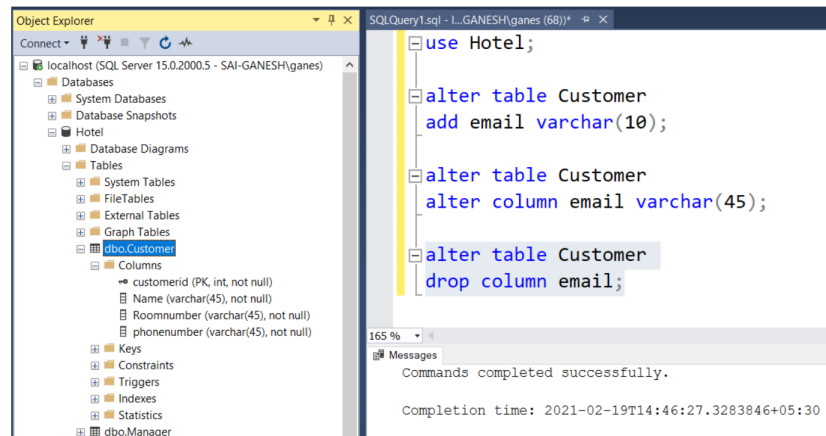 Object Explorer
Connect
localhost (SQL Server 15.0.2000.5 - SAI-GANESH\ganes)
Databases
System Databases
Database Snapshots
Hotel
Database Diagrams
Tables
System Tables
FileTables
External Tables
Graph Tables
dbo.Customer
Columns
customerid (PK, int, not null)
Name (varchar(45), not null)
Roomnumber (varchar(45), not null)
phonenumber (varchar(45), not null)
Keys
Constraints
Triggers
Indexes
Statistics
dbo.Manager
SQLQuery1.sql - l...GANESH\ganes (68))*
use Hotel;
alter table Customer
add email varchar(10);
alter table Customer
alter column email varchar(45);
alter table Customer
drop column email;
165 %
Messages
Commands completed successfully.
Completion time: 2021-02-19T14:46:27.3283846+05:30